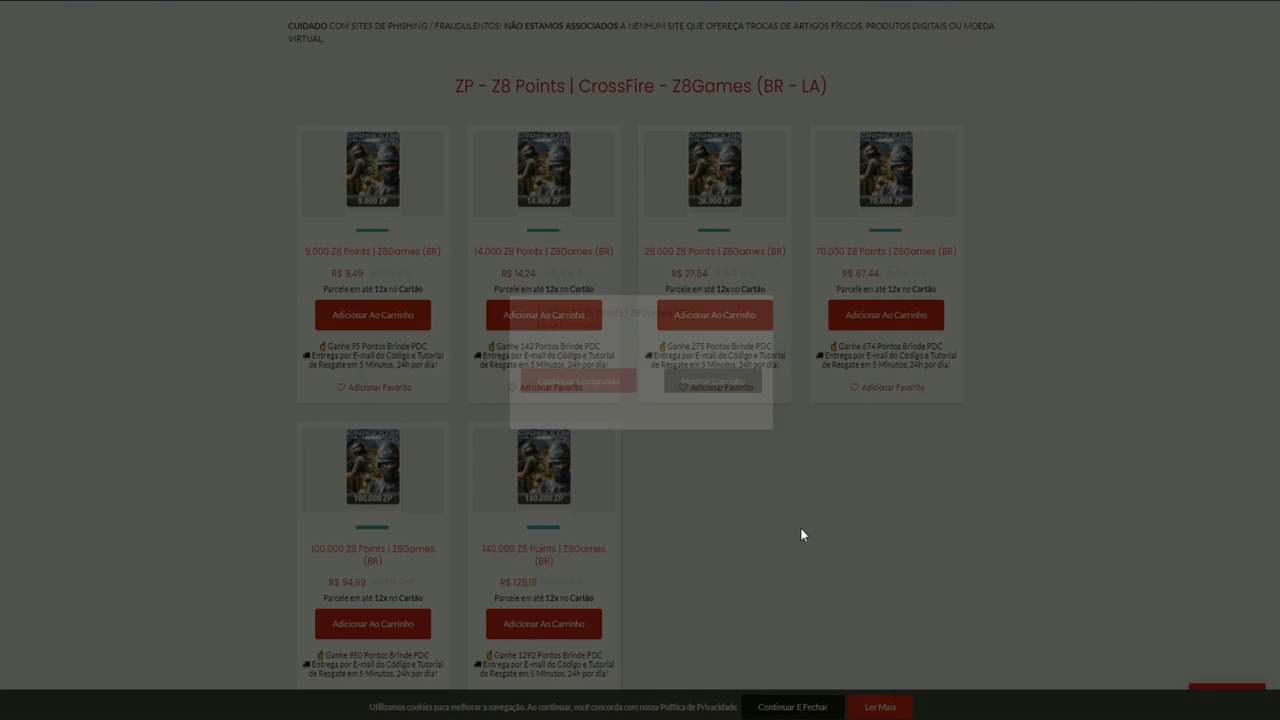 CUIDADO COM SITES DE PHISHING / FRAUDULENTOS! NÃO ESTAMOS ASSOCIADOS A NENHUM SITE QUE OFEREÇA TROCAS DE ARTIGOS FÍSICOS, PRODUTOS DIGITAIS OU MOEDA
VIRTUAL.
ZP - Z8 Points | CrossFire - Z8Games (BR - LA)
9.000 ZP
14.000 ZP
28.000 ZP
70.000 ZP
9.000 Z8 Points | Z8Games (BR)
14.000 Z8 Points | Z8Games (BR)
28.000 Z8 Points | Z8Games (BR)
70.000 Z8 Points | Z8Games (BR)
R$ 9,49
R$ 14,24
R$ 27,54
R$ 67,44
Parcele em até 12x no Cartão
Parcele em até 12x no Cartão
Parcele em até 12x no Cartão
Parcele em até 12x no Cartão
Adicionar Ao Carrinho
Adicionar Ao Carrinho
Adicionar Ao Carrinho
Adicionar Ao Carrinho
Points | Z8Games
Ganhe 95 Pontos Brinde PDC
Entrega por E-mail do Código e Tutorial
de Resgate em 5 Minutos, 24h por dia!
Ganhe 142 Pontos Brinde PDC
Entrega por E-mail do Código e Tutorial
de Resgate em 5 Minutos, 24h por dia!
Ganhe 275 Pontos Brinde PDC
Entrega por E-mail do Código e Tutorial
de Resgate em 5 Minutos, 24h por dia!
Ganhe 674 Pontos Brinde PDC
Entrega por E-mail do Código e Tutorial
de Resgate em 5 Minutos, 24h por dia!
Continuar Comprando
Mostrar Carrinho
Adicionar Favorito
Adicionar Favorito
Adicionar Favorito
Adicionar Favorito
100.000 ZP
140.000 ZP
100.000 Z8 Points | Z8Games
(BR)
140.000 Z8 Points | Z8Games
(BR)
R$ 94,99
R$ 129,19
Parcele em até 12x no Cartão
Parcele em até 12x no Cartão
Adicionar Ao Carrinho
Adicionar Ao Carrinho
Ganhe 950 Pontos Brinde PDC
Entrega por E-mail do Código e Tutorial
de Resgate em 5 Minutos, 24h por dia!
Ganhe 1292 Pontos Brinde PDC
Entrega por E-mail do Código e Tutorial
de Resgate em 5 Minutos, 24h por dia!
Utilizamos cookies para melhorar a navegação. Ao continuar, você concorda com nossa Política de Privacidade.
Continuar E Fechar
Ler Mais